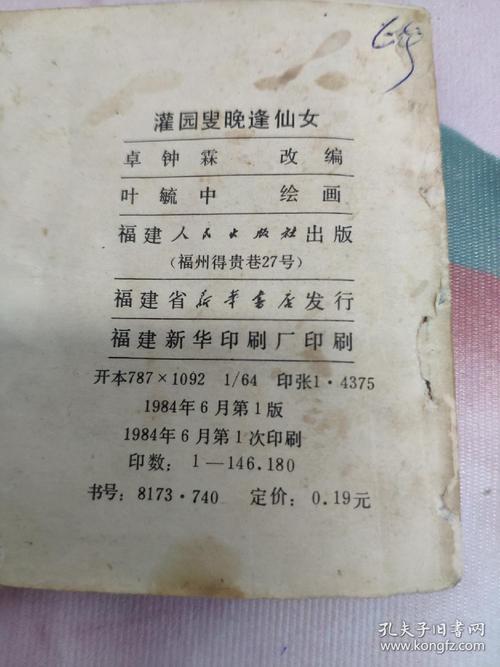 灌园叟晚逢仙女
卓钟霖 改编
叶毓中 绘画
福建人民出版社出版
（福州得贵巷27号）
福建省新华书店发行
福建新华印刷厂印刷
开本787×1092 1/64 印张1·4375
1984年6月第1版
1984年6月第1次印刷
印数：1—146.180
书号：8173·740 定价：0.19元
孔夫子旧书网
www.kongfz.com